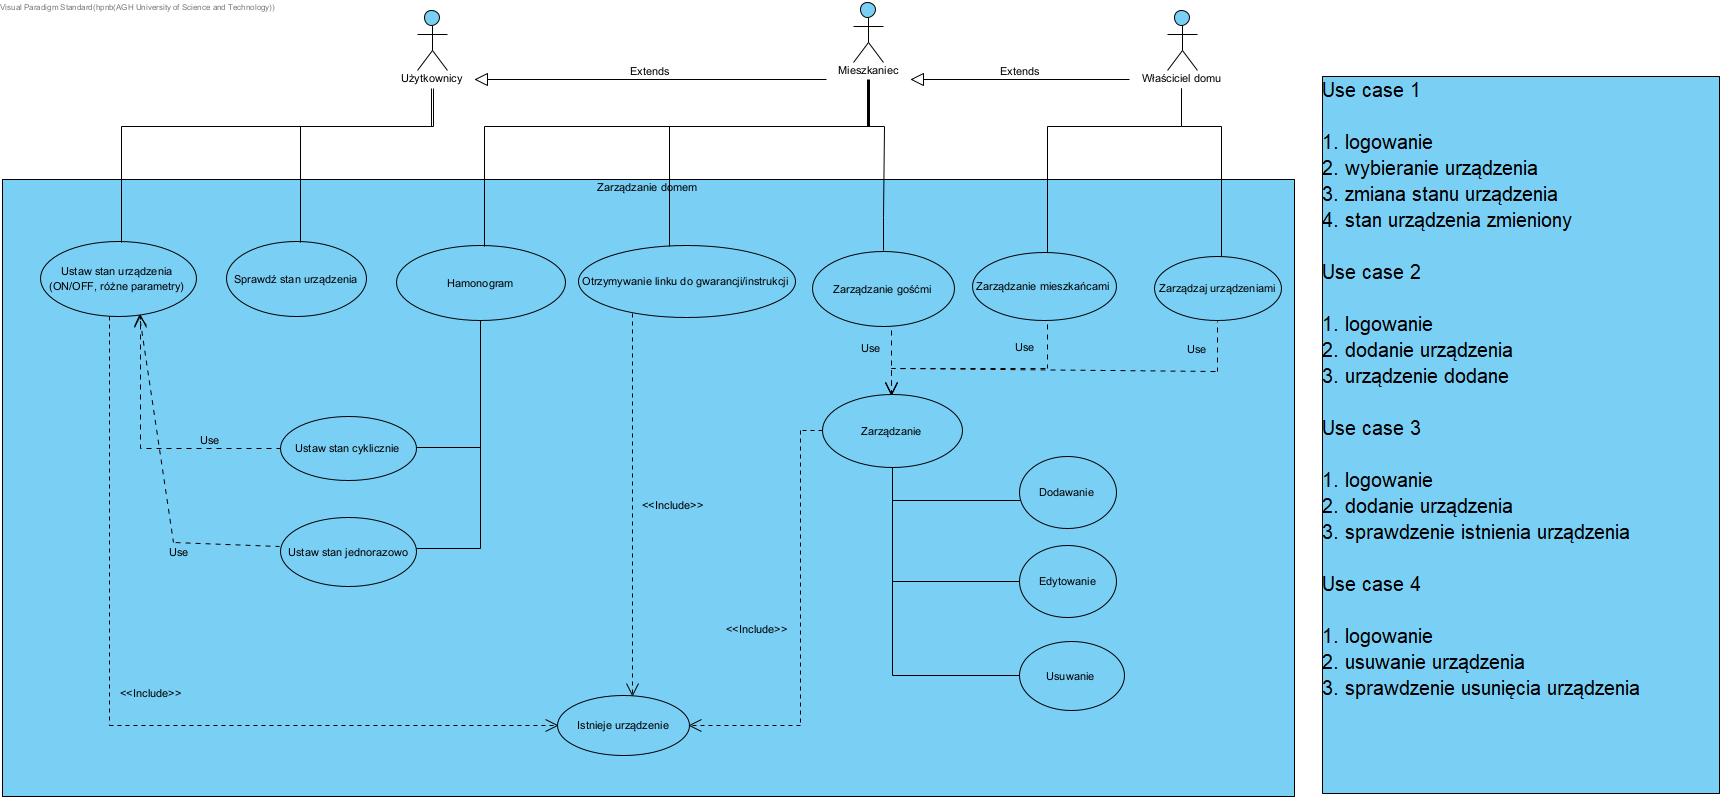 Visual Paradigm Standard(hpnb(AGH University of Science and Technology))
Użytkownicy
Extends
Mieszkaniec
Extends
Właściciel domu
Zarządzanie domem
Ustaw stan urządzenia
(ON/OFF, różne parametry)
Sprawdź stan urządzenia
Hamonogram
Otrzymywanie linku do gwarancji/instrukcji
Zarządzanie gośćmi
Zarządzanie mieszkańcami
Zarządzaj urządzeniami
Use
Use
Use
Zarządzanie
Use
Ustaw stan cyklicznie
Use
Ustaw stan jednorazowo
<<Include>>
Dodawanie
Edytowanie
<<Include>>
Usuwanie
<<Include>>
Istnieje urządzenie
Use case 1
1. logowanie
2. wybieranie urządzenia
3. zmiana stanu urządzenia
4. stan urządzenia zmieniony
Use case 2
1. logowanie
2. dodanie urządzenia
3. urządzenie dodane
Use case 3
1. logowanie
2. dodanie urządzenia
3. sprawdzenie istnienia urządzenia
Use case 4
1. logowanie
2. usuwanie urządzenia
3. sprawdzenie usunięcia urządzenia